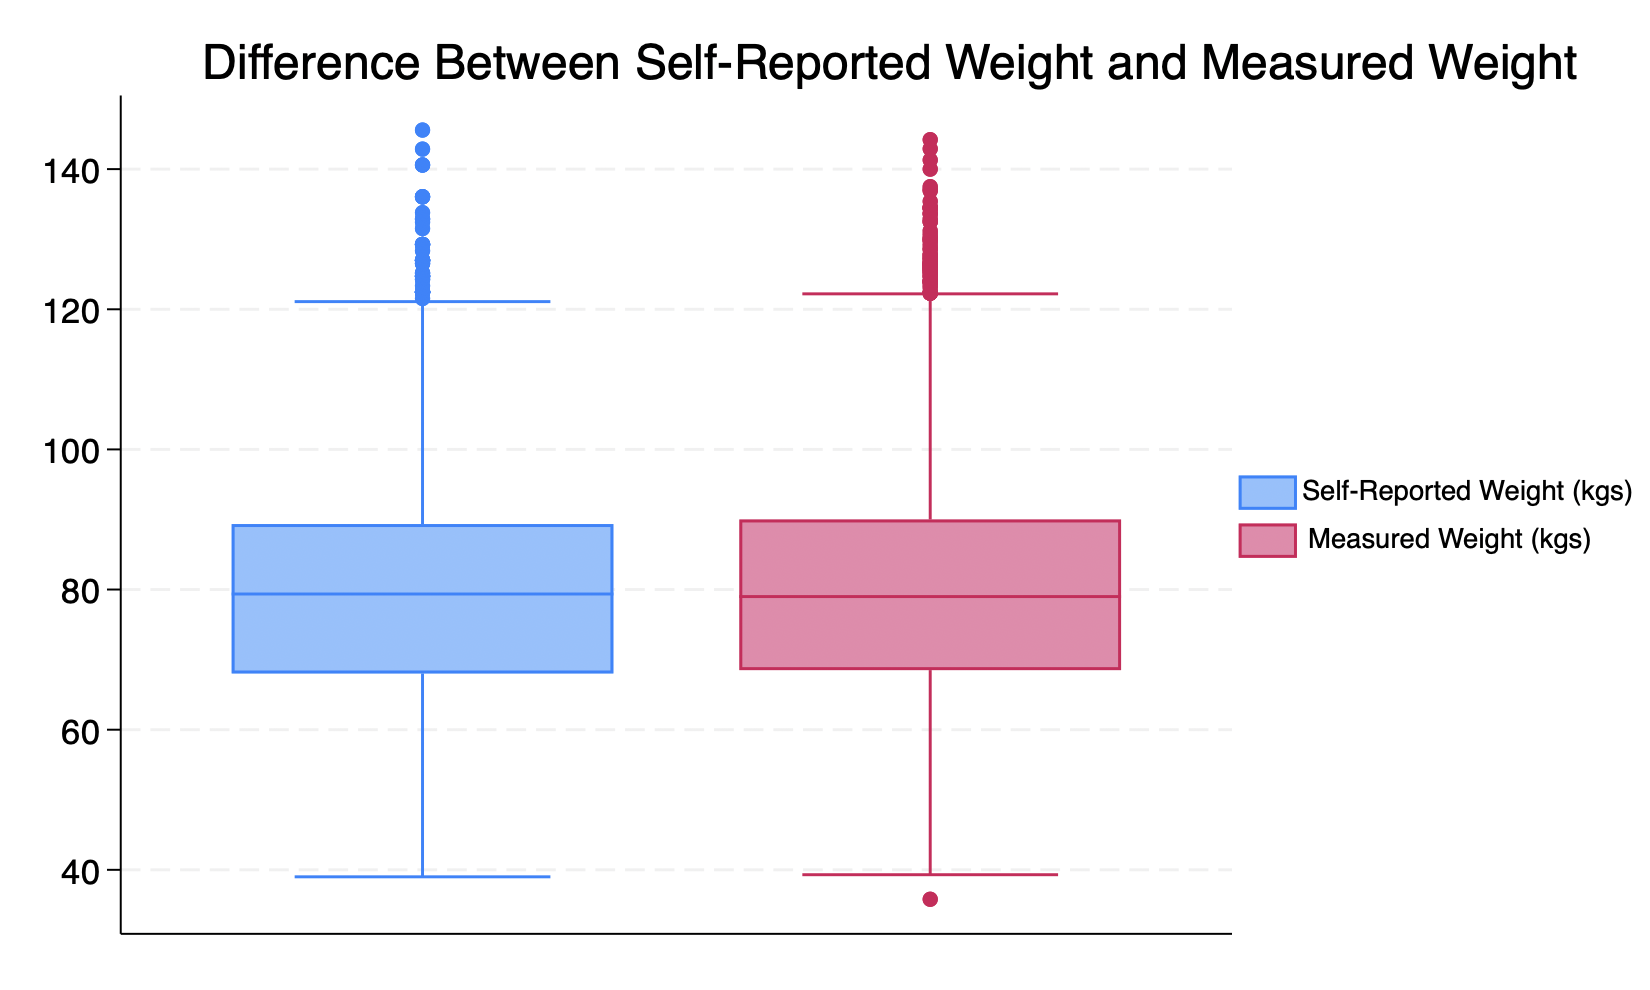 Difference Between Self-Reported Weight and Measured Weight
140
120
100
80
60
40
Self-Reported Weight (kgs)
Measured Weight (kgs)